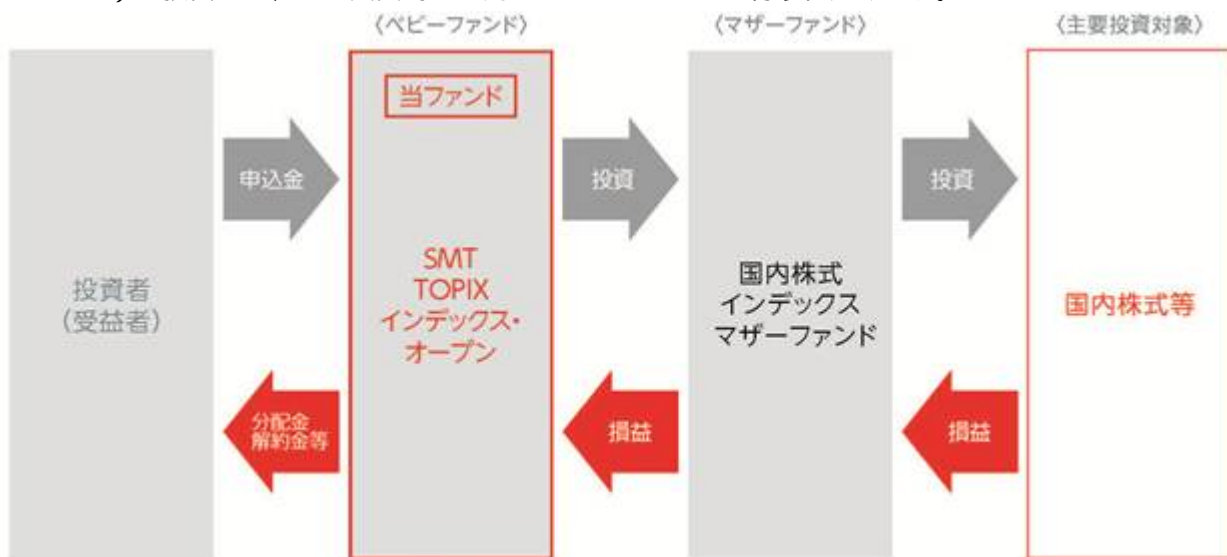 〈ベビーファンド〉
〈マザーファンド〉
〈主要投資対象〉
当ファンド
申込金
投資
投資
投資者
(受益者)
SMT
TOPIX
インデックス・
オープン
国内株式
インデックス
マザーファンド
国内株式等
分配金
解約金等
損益
損益